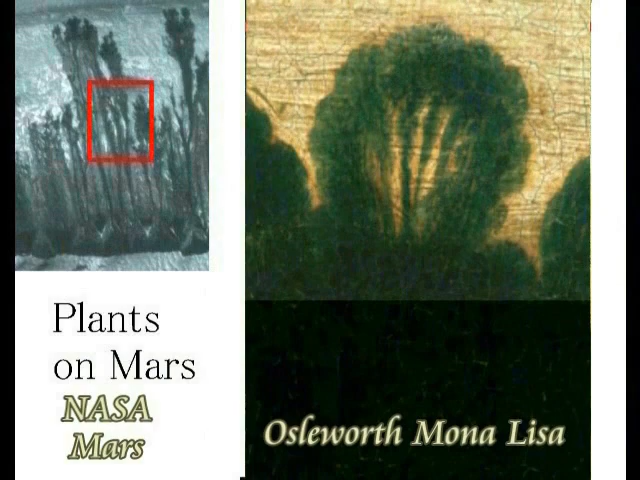 Plants
on Mars
NASA
Mars
Osleworth Mona Lisa